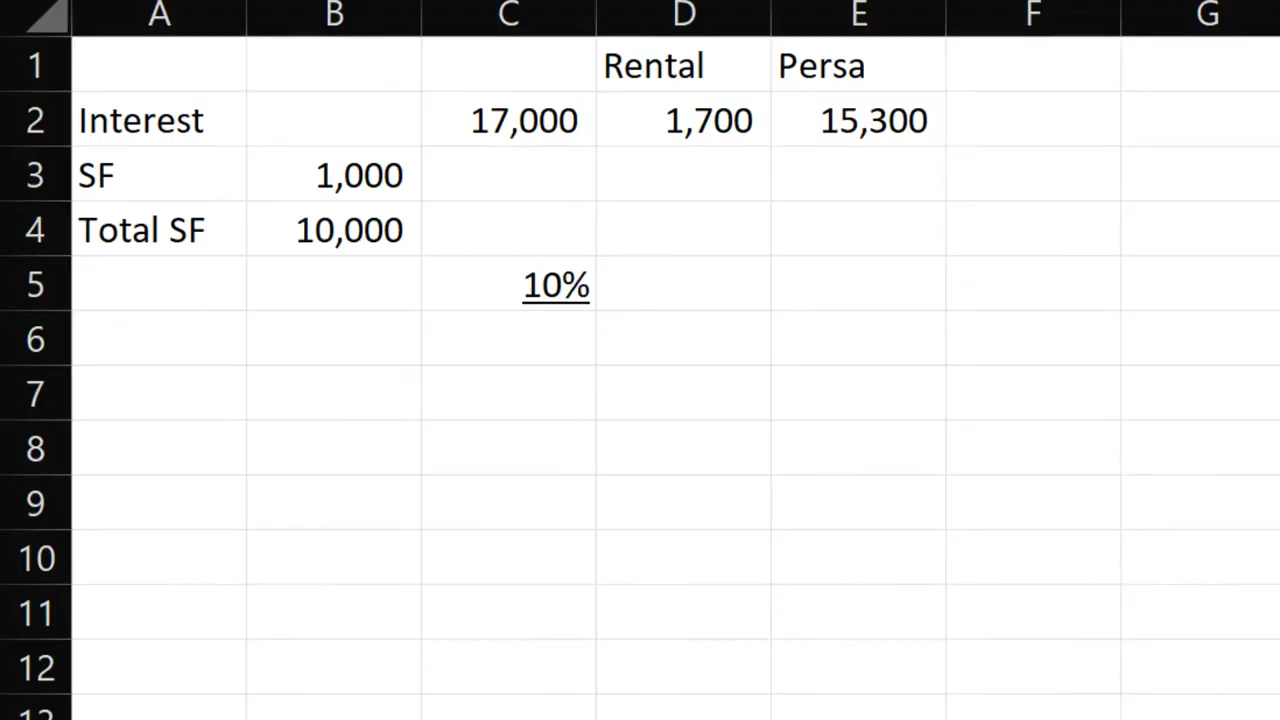 A B C D E F G
1 Rental Persa
2 Interest 17,000 1,700 15,300
3 SF 1,000
4 Total SF 10,000
5 10%
6
7
8
9
10
11
12
13